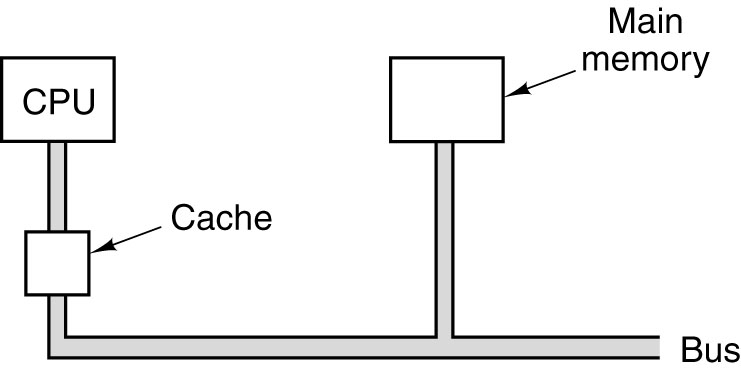 Main
memory
CPU
Cache
Bus